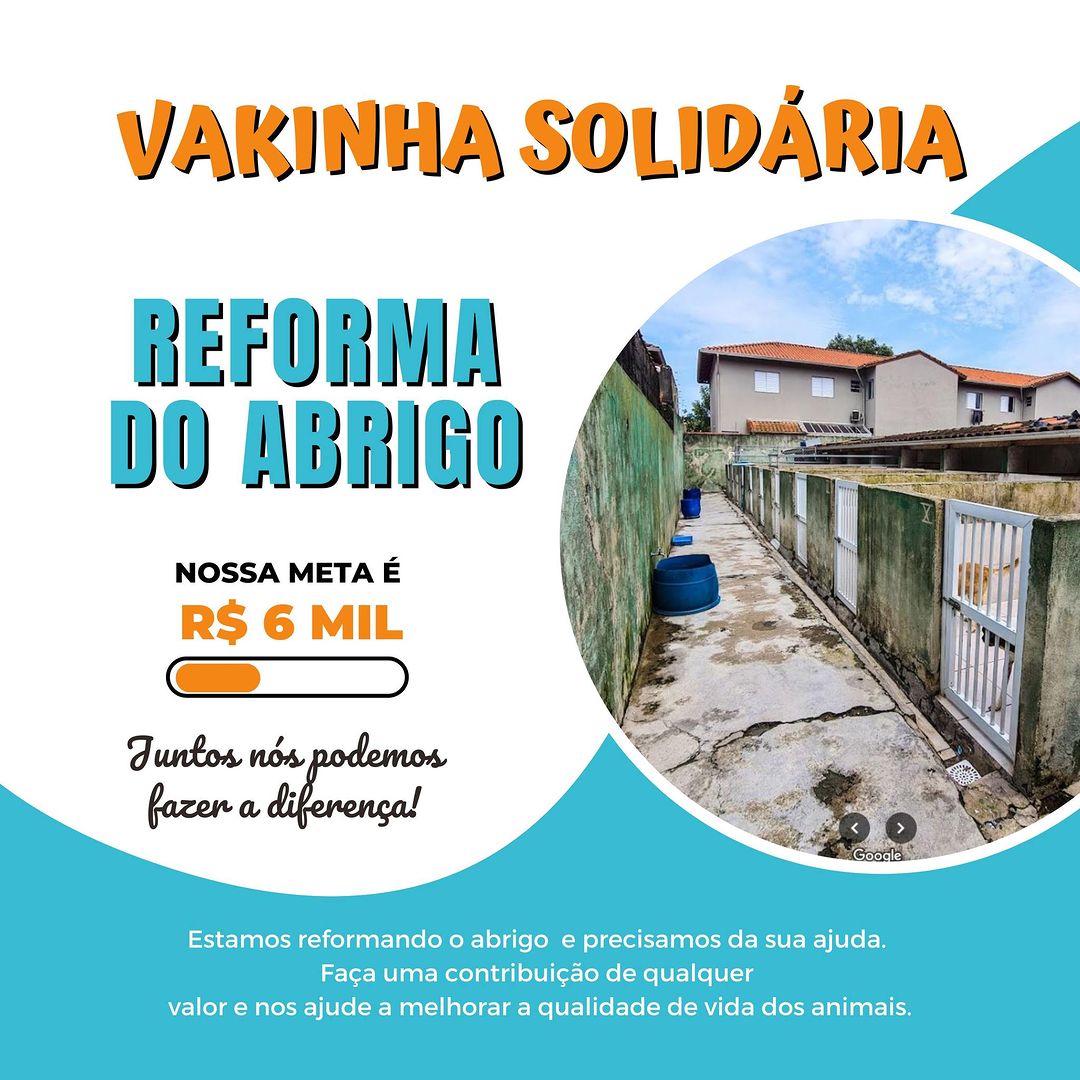 VAKINHA SOLIDÁRIA
REFORMA
DO ABRIGO
NOSSA META É
R$ 6 MIL
Juntos nós podemos
fazer a diferença!
Google
Estamos reformando o abrigo e precisamos da sua ajuda.
Faça uma contribuição de qualquer
valor e nos ajude a melhorar a qualidade de vida dos animais.